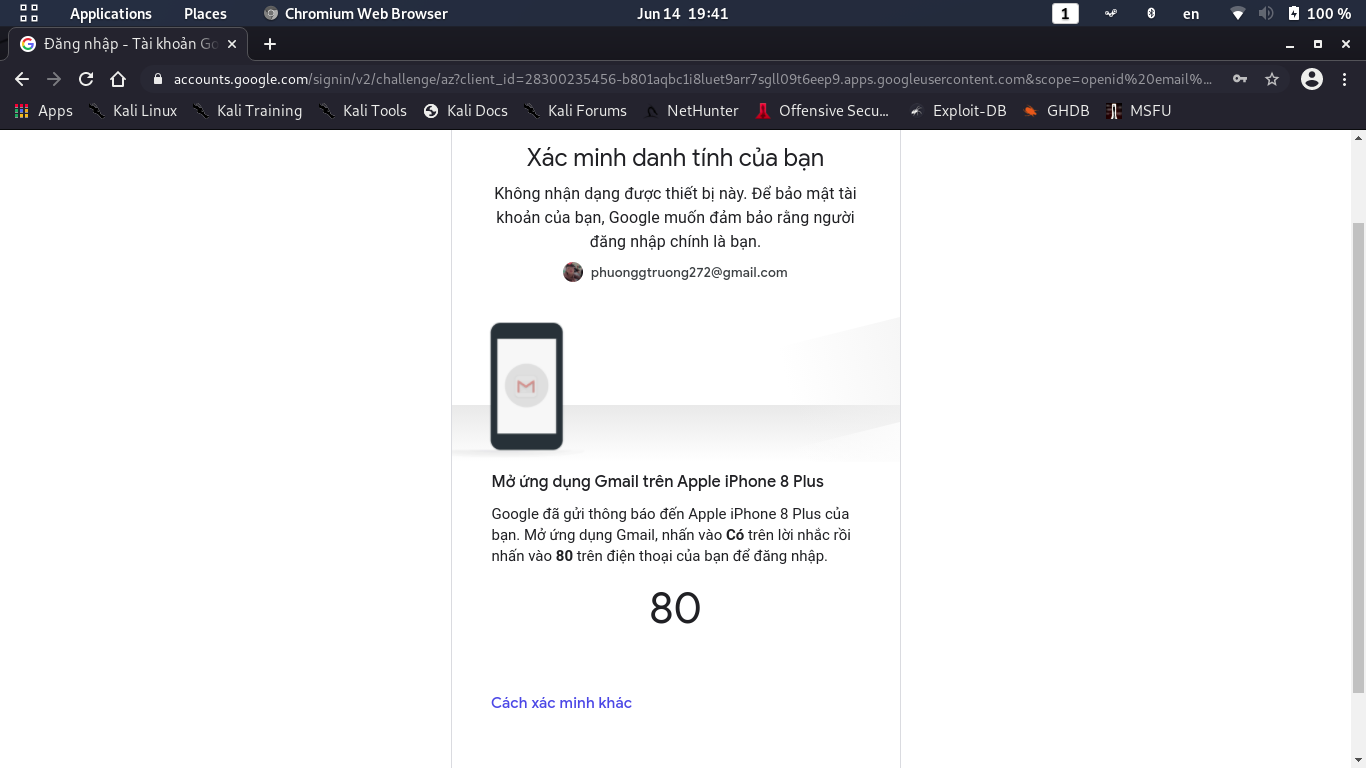 Applications Places Chromium Web Browser Jun 14 19:41 1 en 100 %
Đăng nhập - Tài khoản Go
accounts.google.com/signin/v2/challenge/az?client_id=28300235456-b801aqbc1i8luet9arr7sgll09t6eep9.apps.googleusercontent.com&scope=openid%20email%...
Apps Kali Linux Kali Training Kali Tools Kali Docs Kali Forums NetHunter Offensive Secu... Exploit-DB GHDB MSFU
Xác minh danh tính của bạn
Không nhận dạng được thiết bị này. Để bảo mật tài
khoản của bạn, Google muốn đảm bảo rằng người
đăng nhập chính là bạn.
phuonggtruong272@gmail.com
Mở ứng dụng Gmail trên Apple iPhone 8 Plus
Google đã gửi thông báo đến Apple iPhone 8 Plus của
bạn. Mở ứng dụng Gmail, nhấn vào Có trên lời nhắc rồi
nhấn vào 80 trên điện thoại của bạn để đăng nhập.
80
Cách xác minh khác